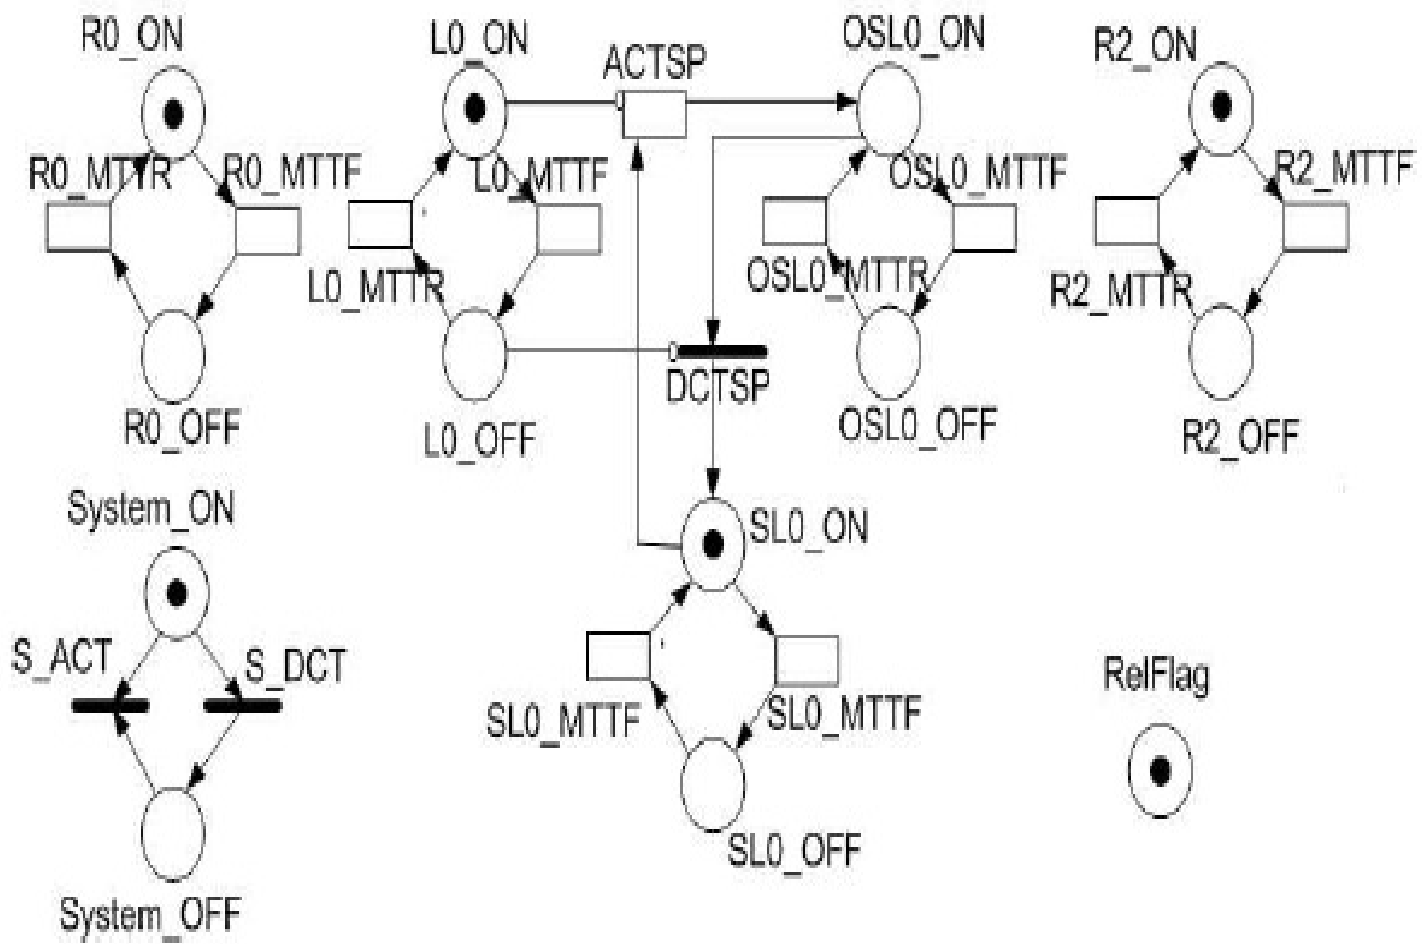 R0_ON
L0_ON
ACTSP
OSL0_ON
R2_ON
R0_MTTR
R0_MTTF
L0_MTTF
OSL0_MTTF
R2_MTTF
L0_MTTR
OSL0_MTTR
R2_MTTR
DCTSP
R0_OFF
L0_OFF
OSL0_OFF
R2_OFF
System_ON
SL0_ON
S_ACT
S_DCT
RelFlag
SL0_MTTF
SL0_MTTF
SL0_OFF
System_OFF